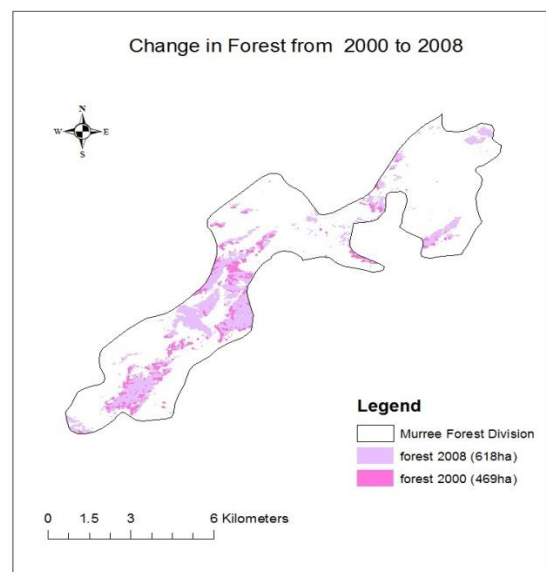 Change in Forest from 2000 to 2008
N
W E
S
Legend
Murree Forest Division
forest 2008 (618ha)
forest 2000 (469ha)
0 1.5 3 6 Kilometers